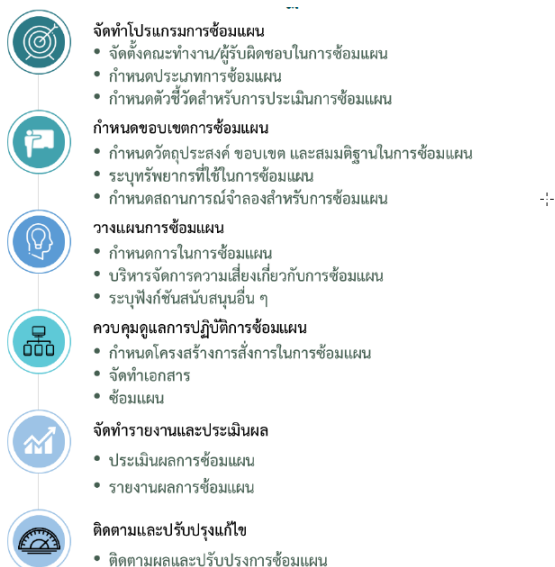 จัดทำโปรแกรมการซ้อมแผน
• จัดตั้งคณะทำงาน/ผู้รับผิดชอบในการซ้อมแผน
• กำหนดประเภทการซ้อมแผน
• กำหนดตัวชี้วัดสำหรับการประเมินการซ้อมแผน
กำหนดขอบเขตการซ้อมแผน
• กำหนดวัตถุประสงค์ ขอบเขต และสมมติฐานในการซ้อมแผน
• ระบุทรัพยากรที่ใช้ในการซ้อมแผน
• กำหนดสถานการณ์จำลองสำหรับการซ้อมแผน
วางแผนการซ้อมแผน
• กำหนดการในการซ้อมแผน
• บริหารจัดการความเสี่ยงเกี่ยวกับการซ้อมแผน
• ระบุฟังก์ชันสนับสนุนอื่น ๆ
ควบคุมดูแลการปฏิบัติการซ้อมแผน
• กำหนดโครงสร้างการสั่งการในการซ้อมแผน
• จัดทำเอกสาร
• ซ้อมแผน
จัดทำรายงานและประเมินผล
• ประเมินผลการซ้อมแผน
• รายงานผลการซ้อมแผน
ติดตามและปรับปรุงแก้ไข
• ติดตามผลและปรับปรุงการซ้อมแผน